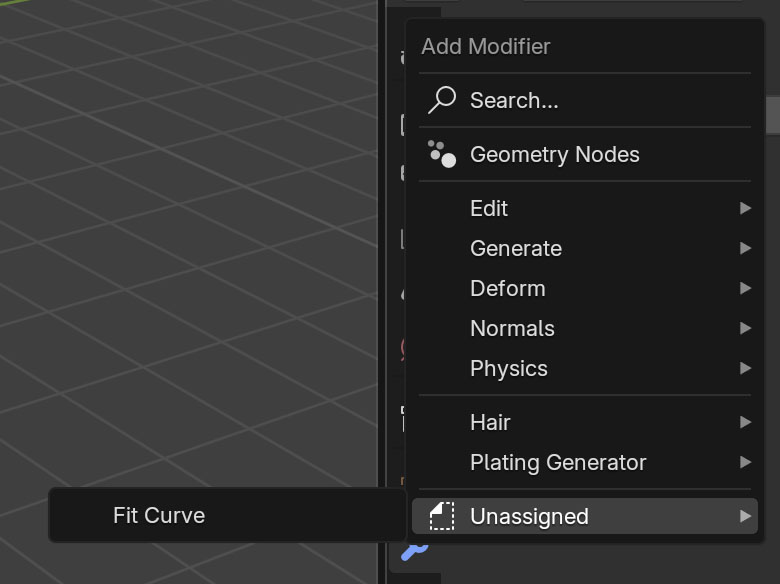 Add Modifier
Search...
Geometry Nodes
Edit
Generate
Deform
Normals
Physics
Hair
Plating Generator
Fit Curve
Unassigned